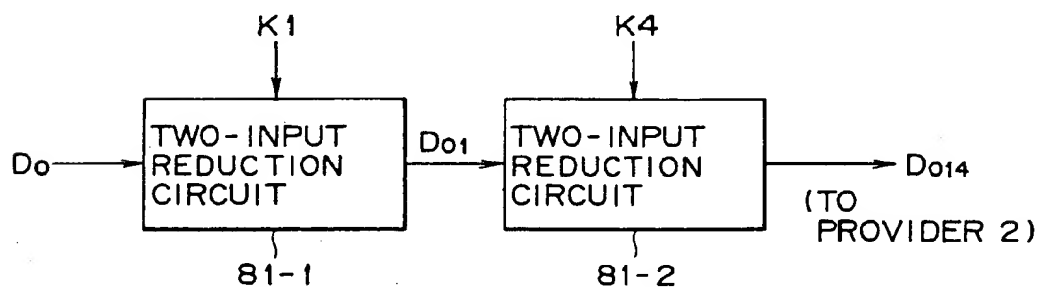 K1
K4
Do
TWO-INPUT
REDUCTION
CIRCUIT
Do1
TWO-INPUT
REDUCTION
CIRCUIT
Do14
(TO
PROVIDER 2)
81-1
81-2